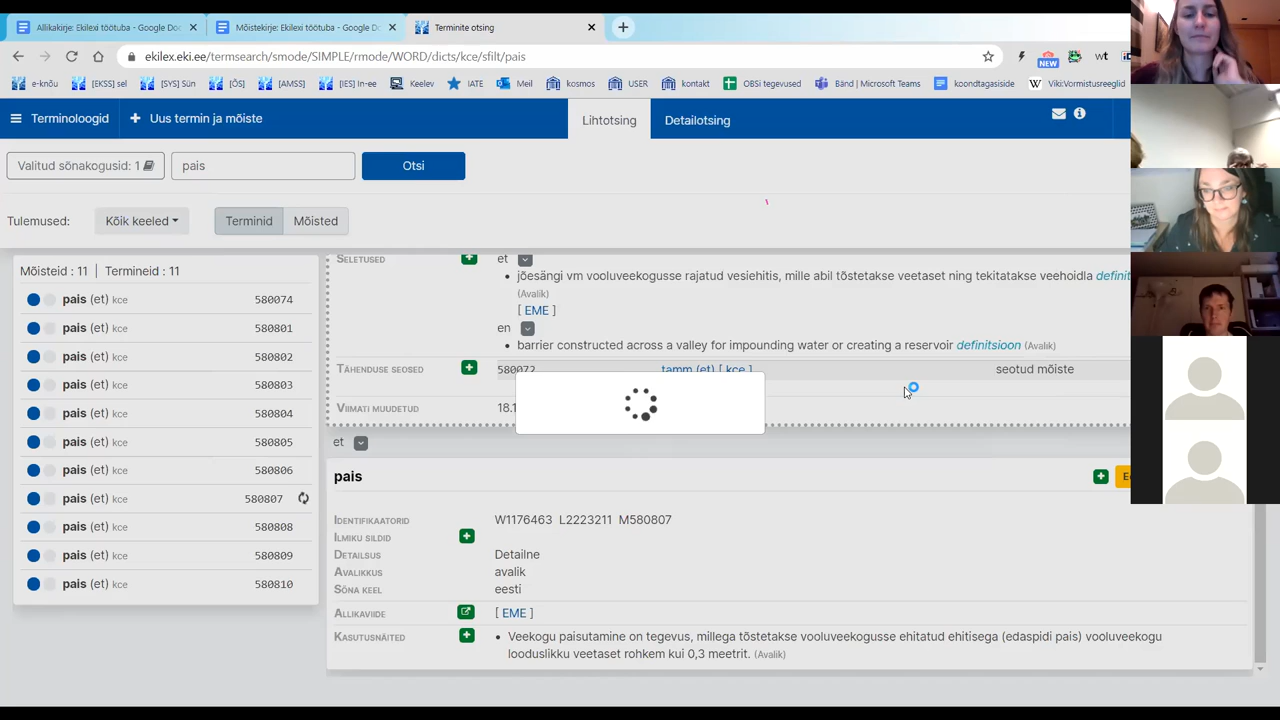 Allikakirje: Ekilexi töötuba - Google Do
Mõistekirje: Ekilexi töötuba - Google D
Terminite otsing
ekilex.eki.ee/termsearch/smode/SIMPLE/rmode/WORD/dicts/kce/sfilt/pais
NEW
wt
e-knõu
[EKSS] sel
[SY] Sün
[ÕS]
[AMSS]
[IES] In-ee
Keelev
IATE
Meil
kosmos
USER
kontakt
OBSi tegevused
Bänd | Microsoft Teams
koondtagasiside
Viki:Vormistusreeglid
Terminoloogid
Uus termin ja mõiste
Lihtotsing
Detailotsing
Valitud sõnakogusid: 1
pais
Otsi
Tulemused:
Kõik keeled
Terminid
Mõisted
Mõisteid : 11 | Termineid : 11
pais (et) kce 580074
pais (et) kce 580801
pais (et) kce 580802
pais (et) kce 580803
pais (et) kce 580804
pais (et) kce 580805
pais (et) kce 580806
pais (et) kce 580807
pais (et) kce 580808
pais (et) kce 580809
pais (et) kce 580810
Seletused et
• jõesängi vm vooluveekogusse rajatud vesiehitis, mille abil tõstetakse veetaset ning tekitatakse veehoidla definit
(Avalik)
[ EME ]
en
• barrier constructed across a valley for impounding water or creating a reservoir definitsioon (Avalik)
Tähenduse seosed 580072 tamm (et) [ kce ] seotud mõiste
Viimati muudetud 18.1
et
pais
Identifikaatorid W1176463 L2223211 M580807
Ilmiku sildid
Detailsus Detailne
Avalikkus avalik
Sõna keel eesti
Allikaviide [ EME ]
Kasutusnäited • Veekogu paisutamine on tegevus, millega tõstetakse vooluveekogusse ehitatud ehitisega (edaspidi pais) vooluveekogu
looduslikku veetaset rohkem kui 0,3 meetrit. (Avalik)